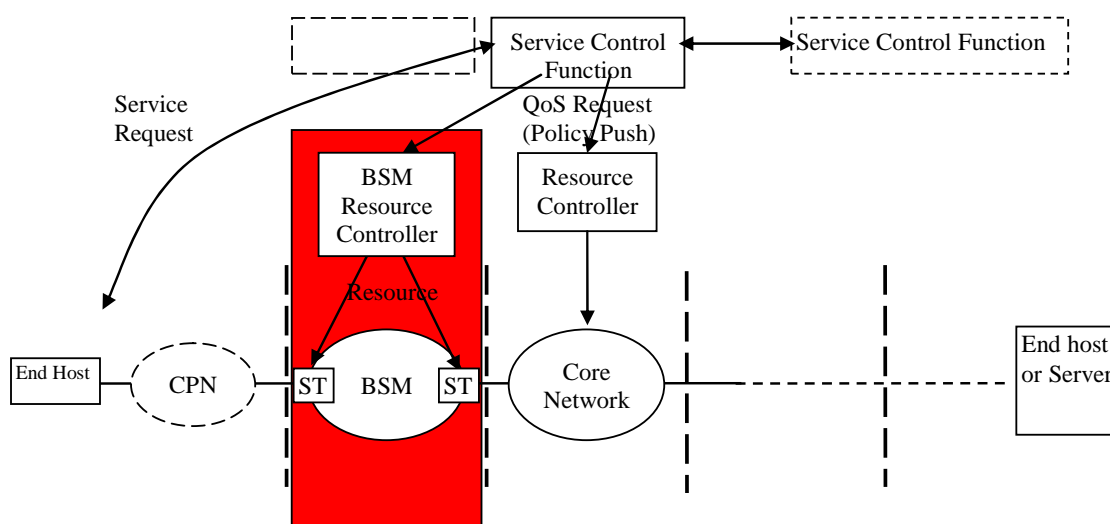 Service Control
Function
Service Control Function
Service
Request
QoS Request
(Policy Push)
BSM
Resource
Controller
Resource
Controller
Resource
End Host
CPN
ST
BSM
ST
Core
Network
End host
or Server